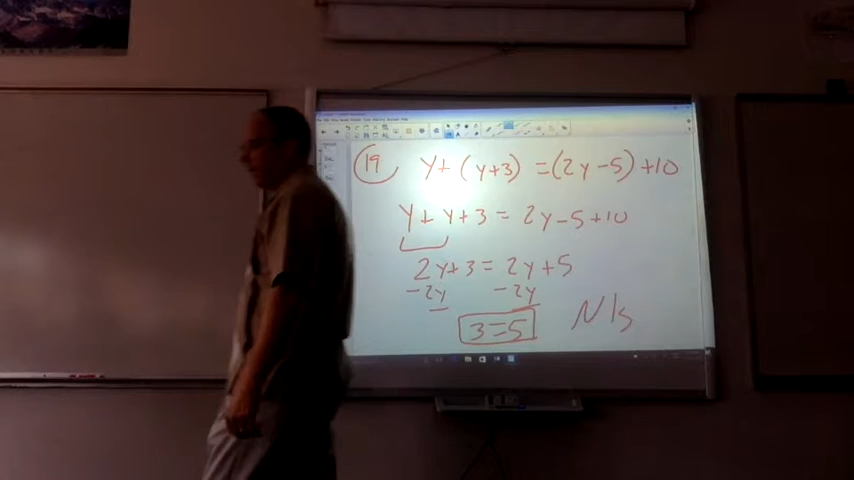 19 y+(y+3)=(2y-5)+10
y+y+3=2y-5+10
2y+3=2y+5
-2y -2y
3=5 N/s